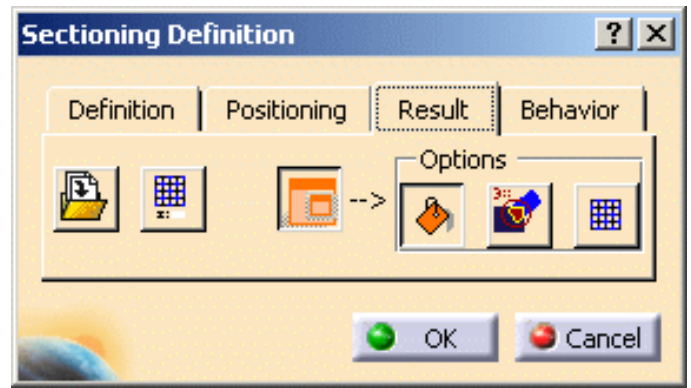 Sectioning Definition
Definition Positioning Result Behavior
Options
OK Cancel